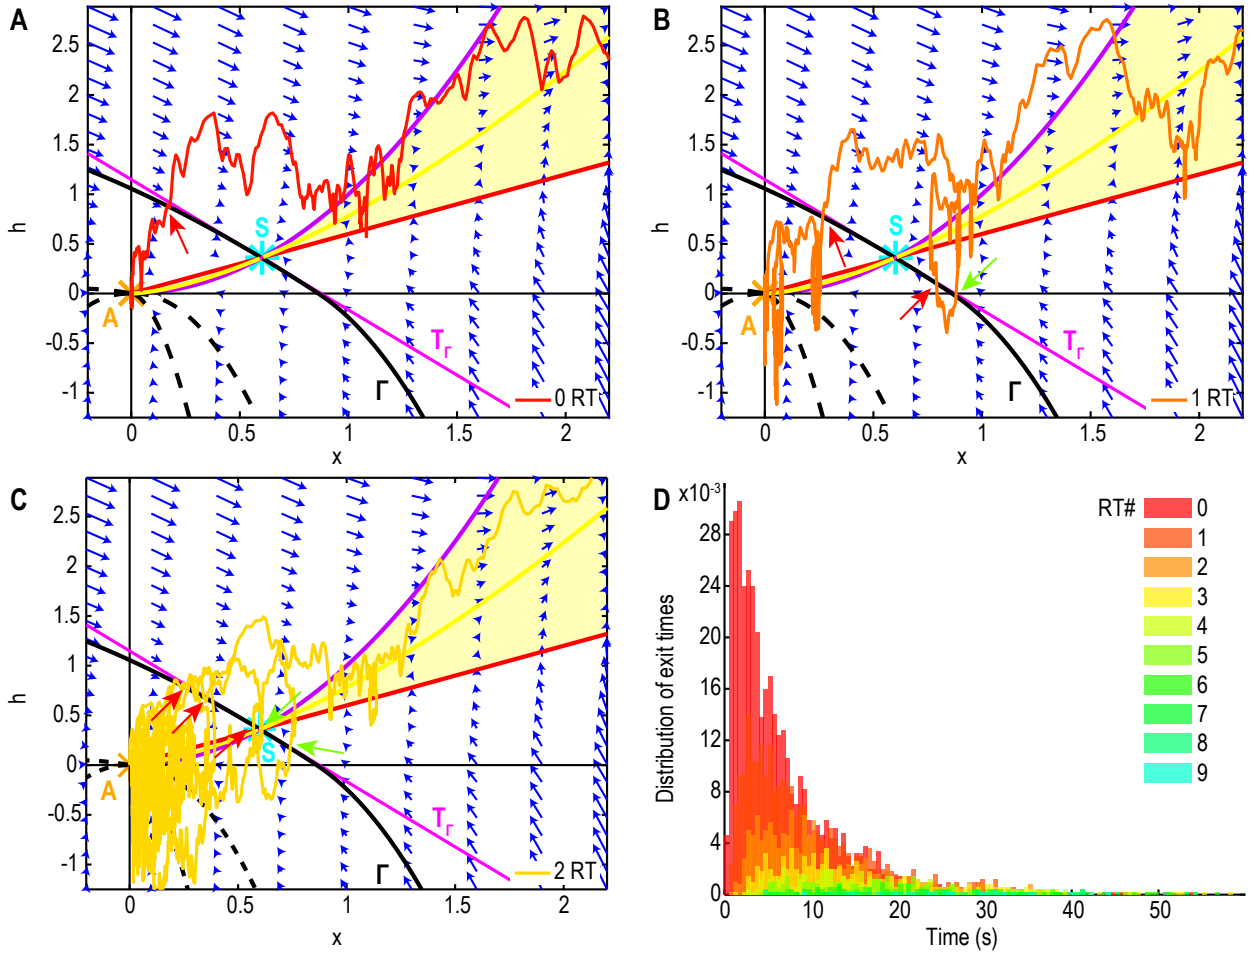 A
2.5
2
1.5
1
0.5
0
-0.5
-1
h
S
A
T_Γ
Γ
0 RT
0
0.5
1
1.5
2
x
B
2.5
2
1.5
1
0.5
0
-0.5
-1
h
S
A
T_Γ
Γ
1 RT
0
0.5
1
1.5
2
x
C
2.5
2
1.5
1
0.5
0
-0.5
-1
h
S
A
T_Γ
Γ
2 RT
0
0.5
1
1.5
2
x
D
x10⁻³
28
24
20
16
12
8
4
0
Distribution of exit times
RT#
0
1
2
3
4
5
6
7
8
9
0
10
20
30
40
50
Time (s)